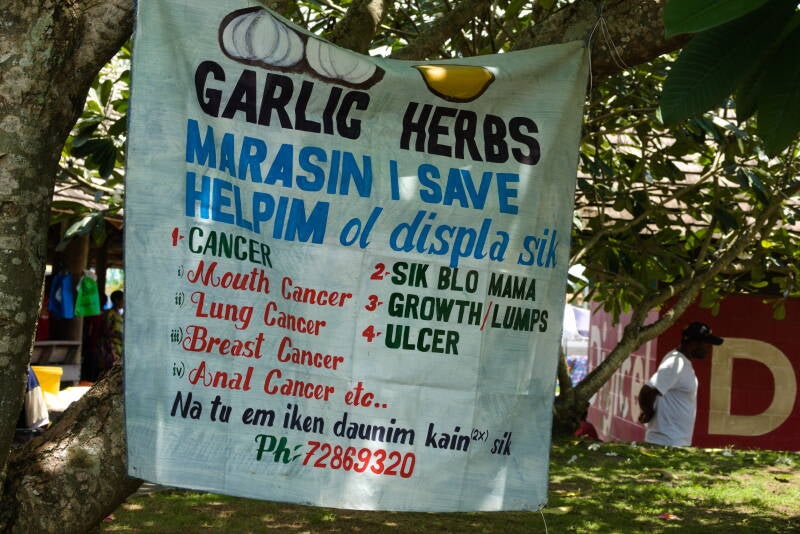 GARLIC HERBS
MARASIN I SAVE
HELPIM ol displa sik
1- CANCER
i) Mouth Cancer
ii) Lung Cancer
iii) Breast Cancer
iv) Anal Cancer etc..
2- SIK BLO MAMA
3- GROWTH/LUMPS
4- ULCER
Na tu em iken daunim kain (2x) sik
Ph: 72869320
D